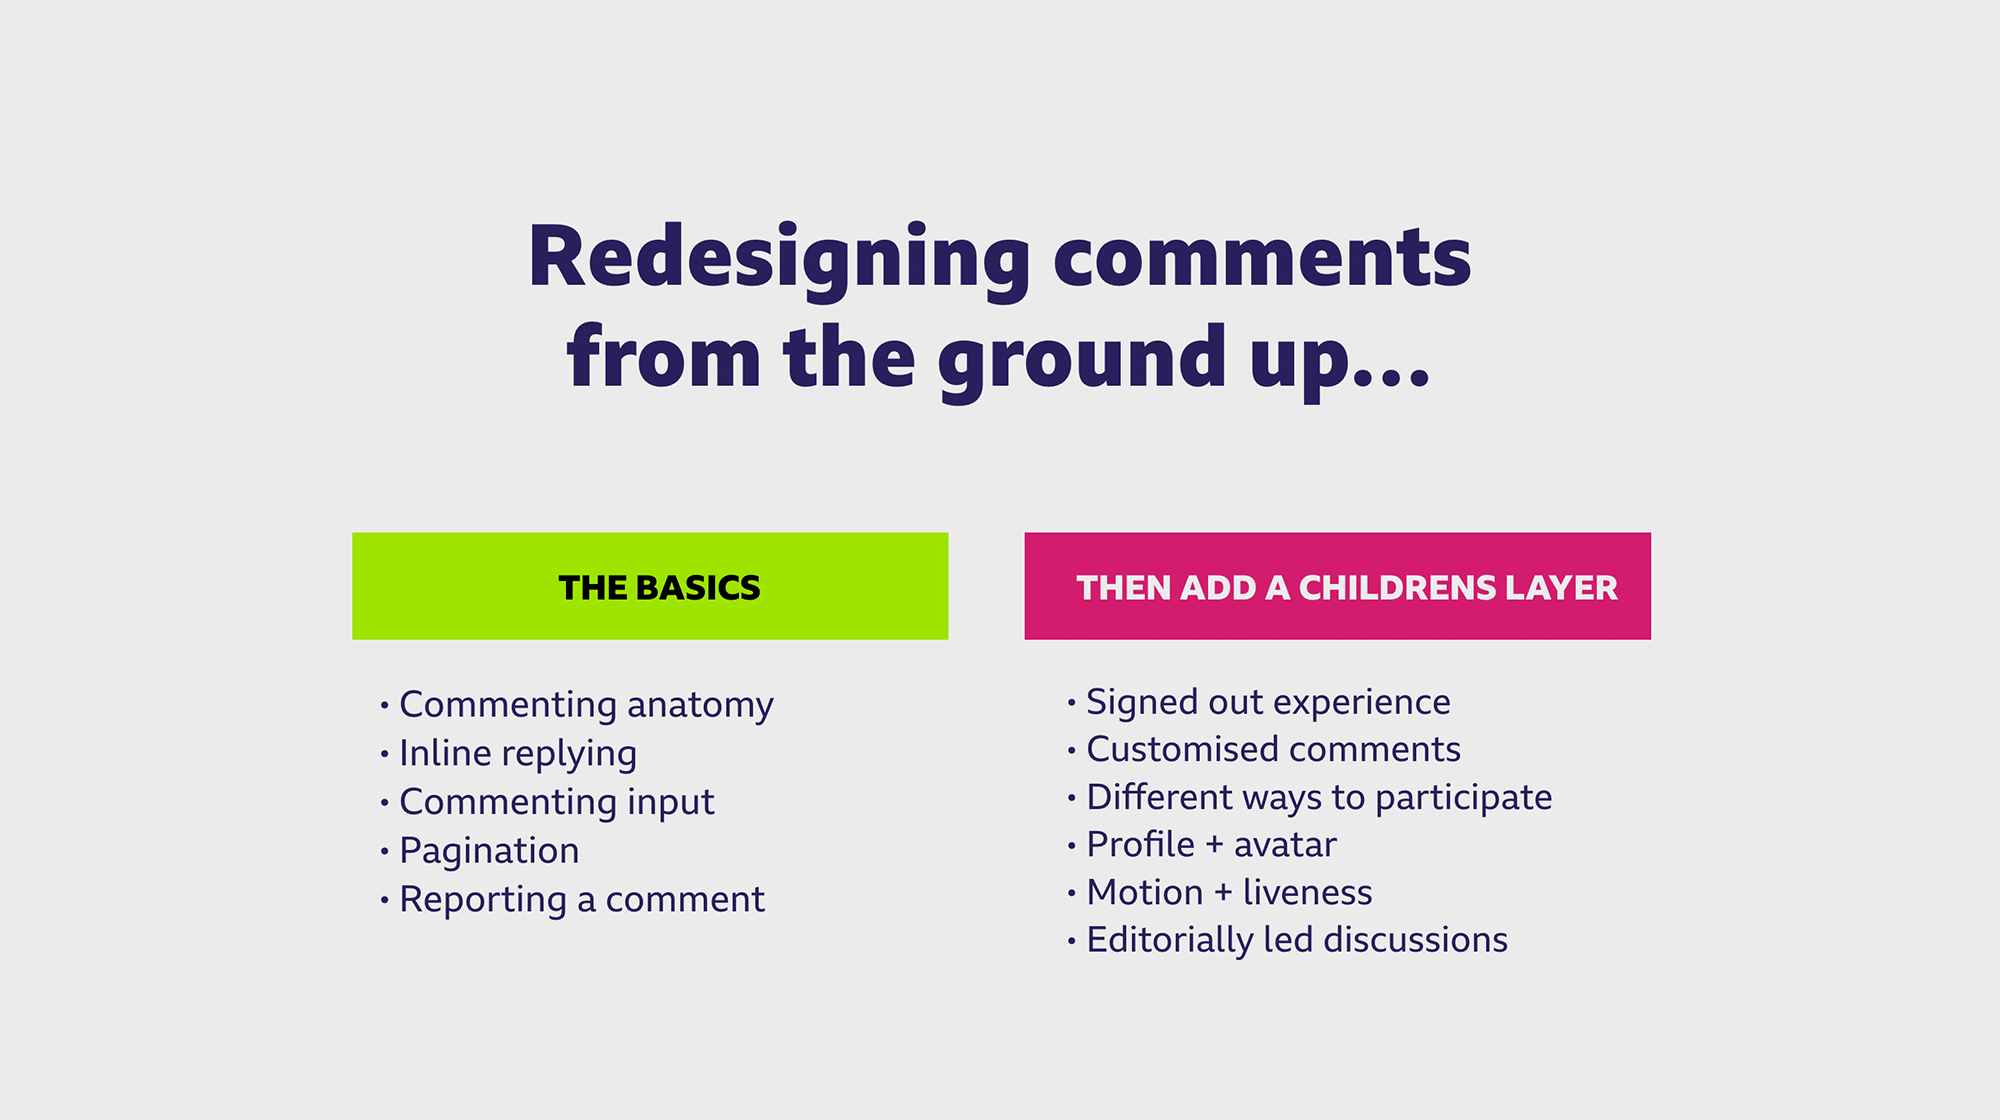 Redesigning comments
from the ground up...
THE BASICS
• Commenting anatomy
• Inline replying
• Commenting input
• Pagination
• Reporting a comment
THEN ADD A CHILDRENS LAYER
• Signed out experience
• Customised comments
• Different ways to participate
• Profile + avatar
• Motion + liveness
• Editorially led discussions